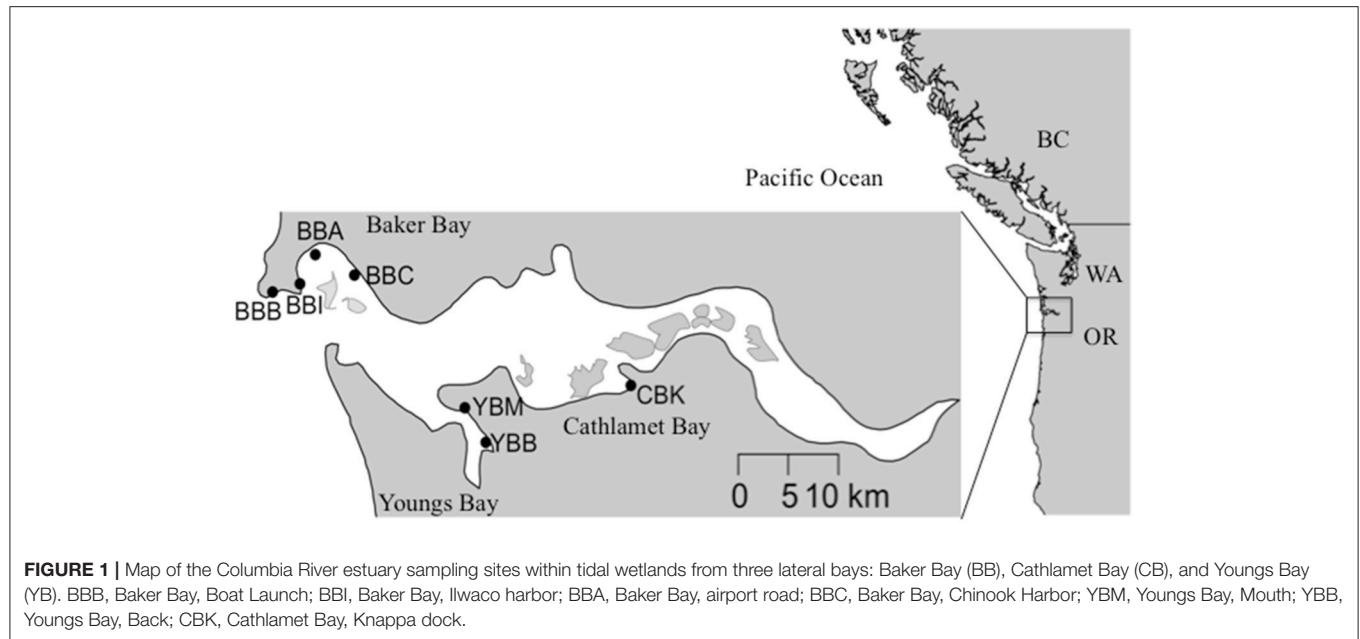 BC
Pacific Ocean
WA
OR
Baker Bay
BBA
BBC
BBB
BBI
YBM
YBB
CBK
Cathlamet Bay
Youngs Bay
0 5 10 km
FIGURE 1 | Map of the Columbia River estuary sampling sites within tidal wetlands from three lateral bays: Baker Bay (BB), Cathlamet Bay (CB), and Youngs Bay
(YB). BBB, Baker Bay, Boat Launch; BBI, Baker Bay, Ilwaco harbor; BBA, Baker Bay, airport road; BBC, Baker Bay, Chinook Harbor; YBM, Youngs Bay, Mouth; YBB,
Youngs Bay, Back; CBK, Cathlamet Bay, Knappa dock.